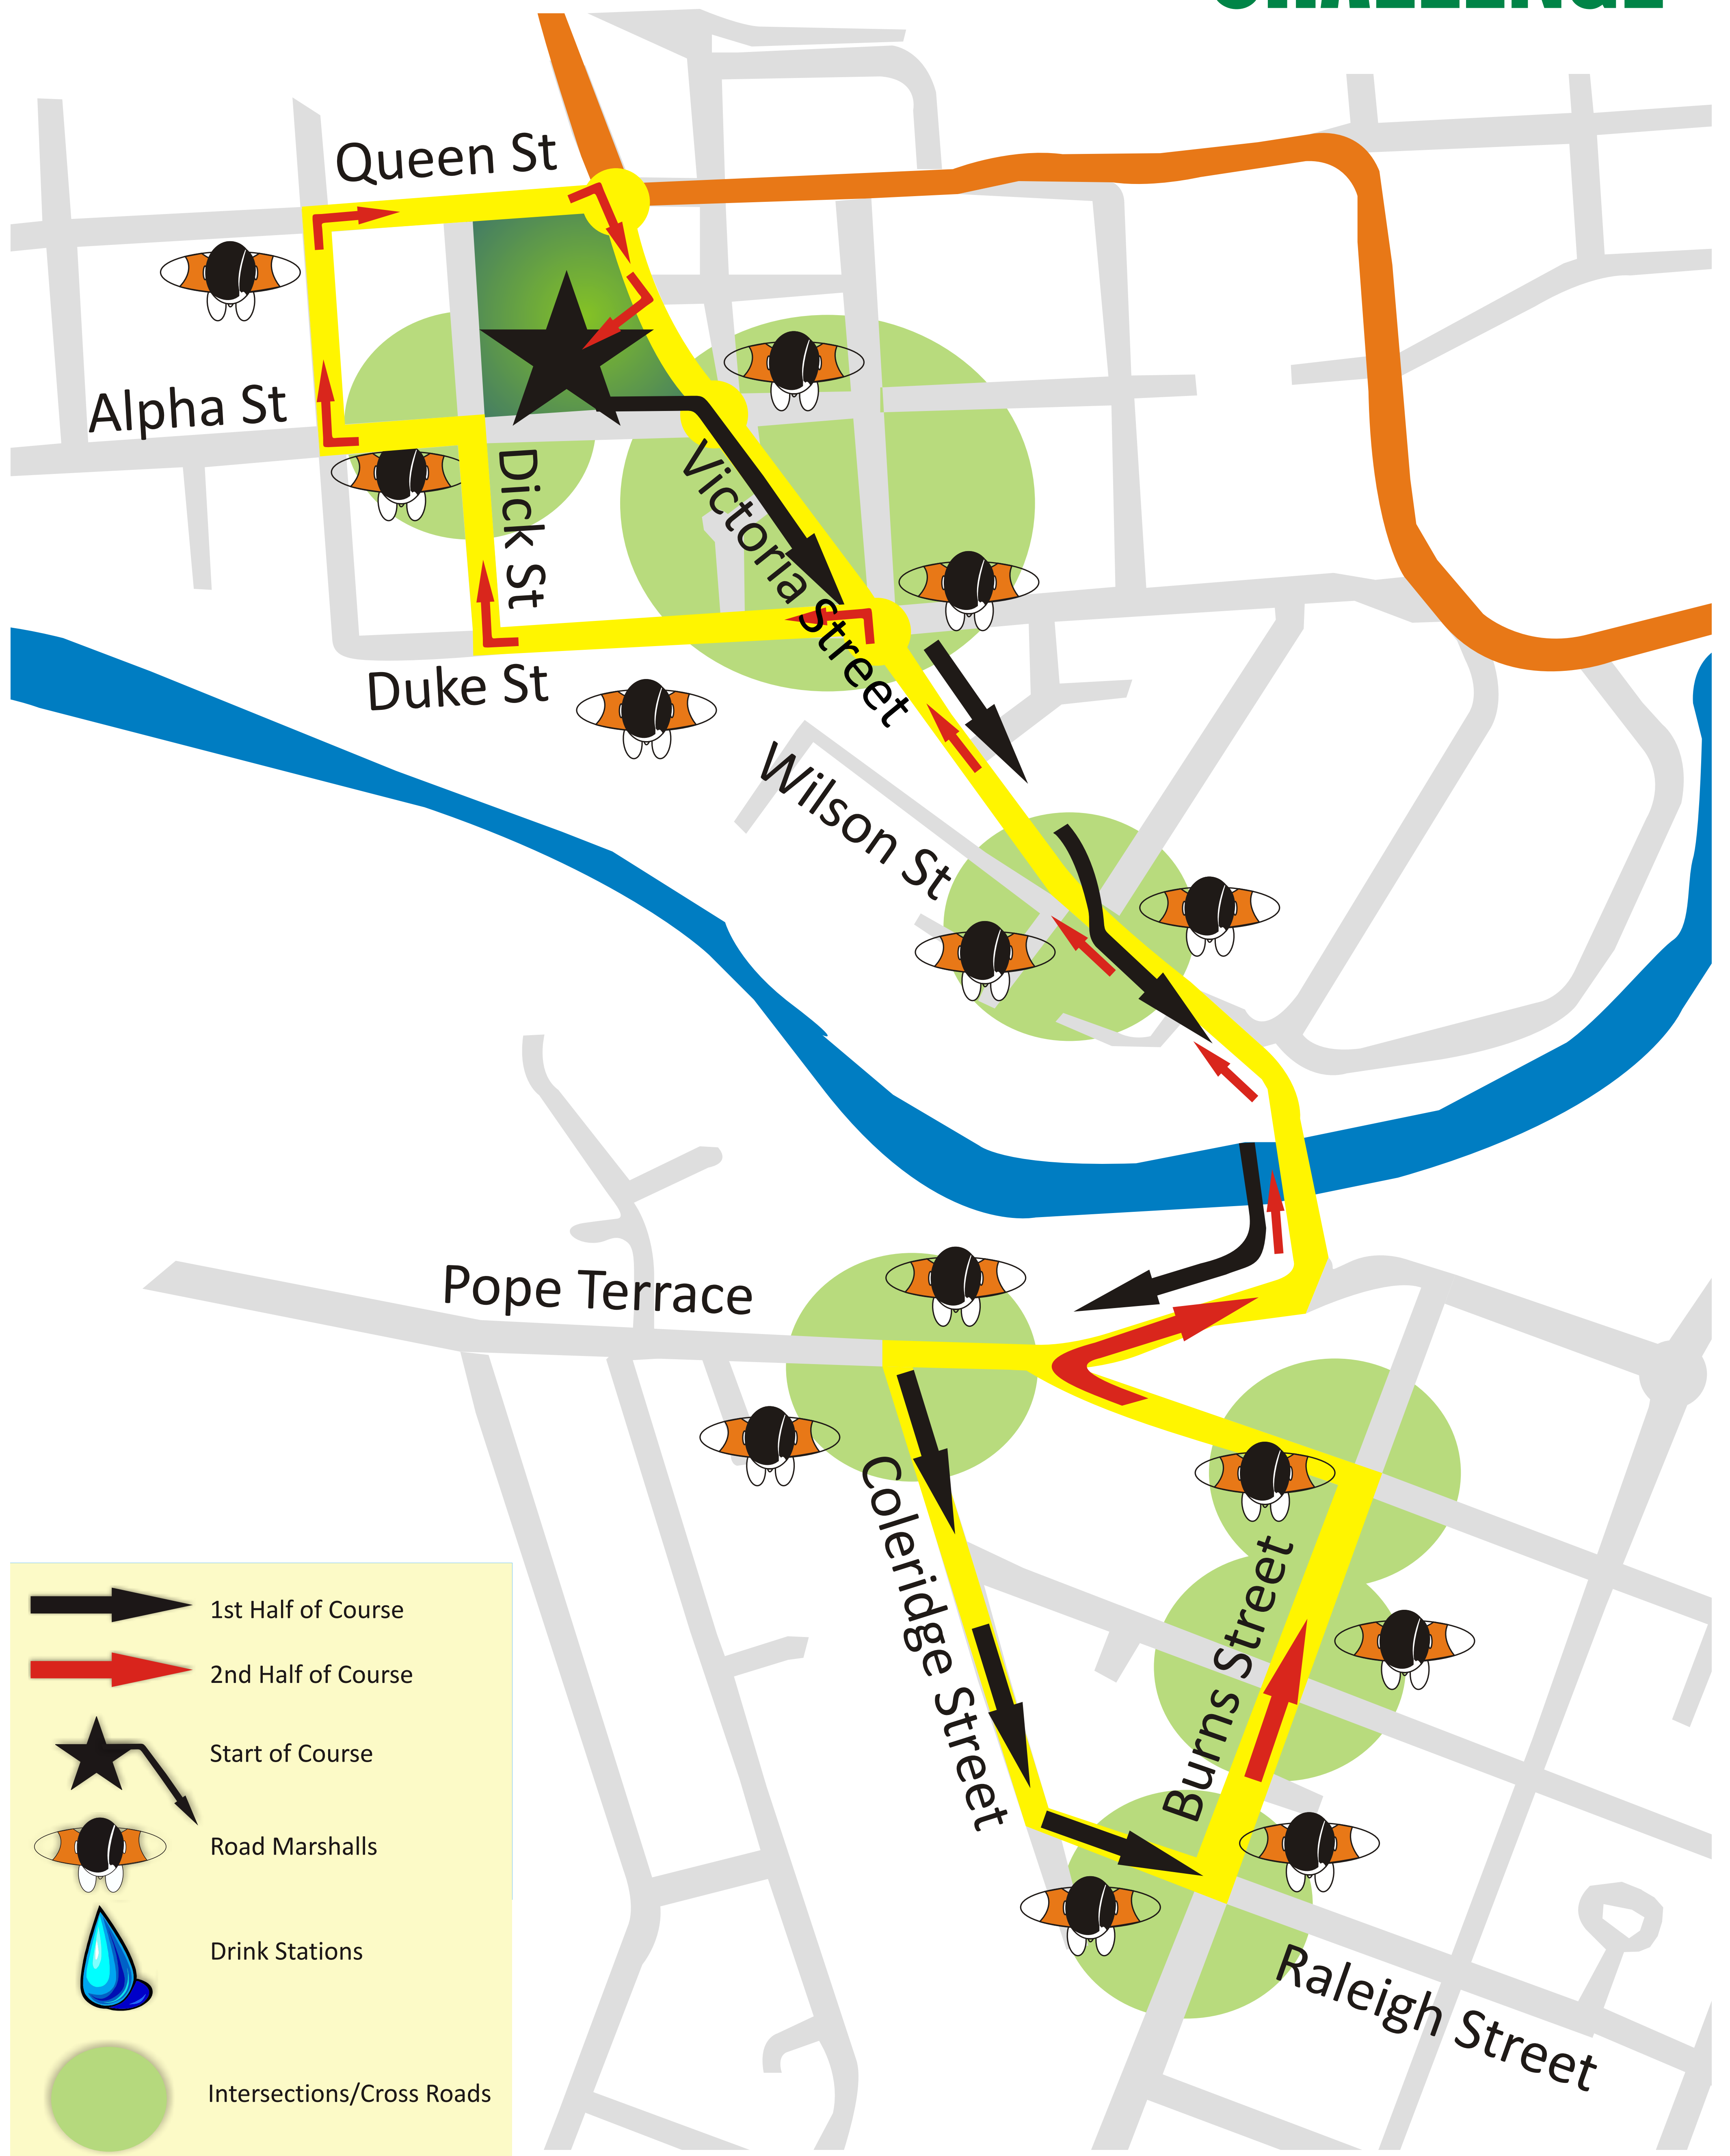 CHALLENGE
Queen St
Alpha St
Dick St
Victoria Street
Duke St
Wilson St
Pope Terrace
Coleridge Street
Burns Street
Raleigh Street
1st Half of Course
2nd Half of Course
Start of Course
Road Marshalls
Drink Stations
Intersections/Cross Roads